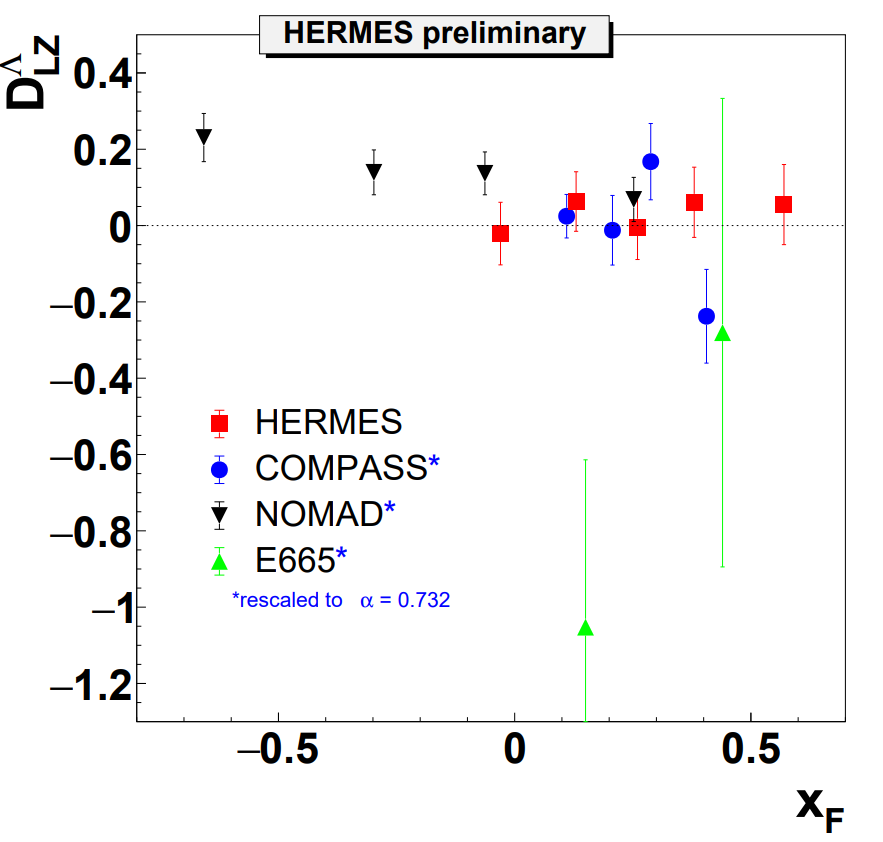 HERMES preliminary
D^Λ_LZ
0.4
0.2
0
−0.2
−0.4
−0.6
−0.8
−1
−1.2
HERMES
COMPASS*
NOMAD*
E665*
*rescaled to α = 0.732
−0.5 0 0.5
x_F